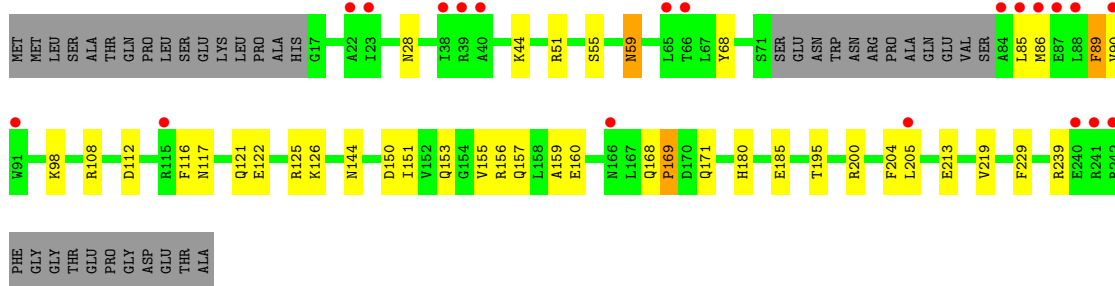 MET MET LEU SER ALA THR GLN PRO LEU SER GLU LYS LEU PRO ALA HIS G17 A22 I23 N28 I38 R39 A40 K44 R51 S55 N59 L65 T66 L67 Y68 S71 SER GLU ASN TRP ASN ARG PRO ALA GLN GLU VAL SER A84 L85 M86 E87 L88 F89
W91 K98 R108 D112 R115 F116 N117 Q121 E122 R125 K126 N144 D150 I151 V152 Q153 G154 V155 R156 Q157 L158 A159 E160 N166 L167 Q168 P169 D170 Q171 H180 E185 T195 R200 F204 L205 E213 V219 F229 R239 E240 R241
PHE GLY GLY THR GLU PRO GLY ASP GLU THR ALA